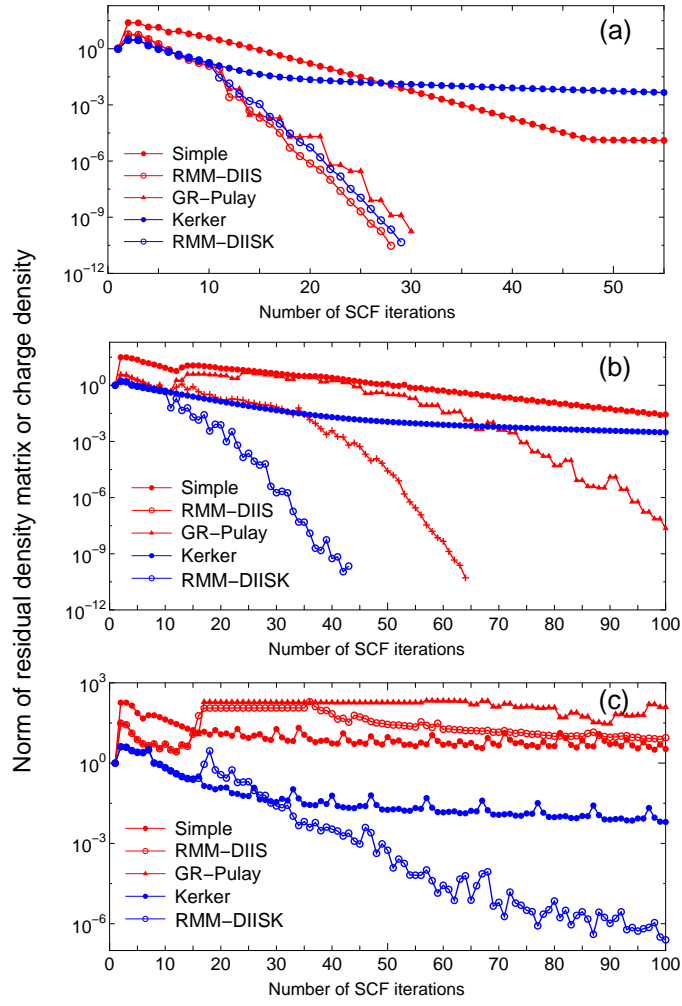 Norm of residual density matrix or charge density
(a)
10^0
10^−3
10^−6
10^−9
10^−12
Simple
RMM−DIIS
GR−Pulay
Kerker
RMM−DIISK
0 10 20 30 40 50
Number of SCF iterations
(b)
10^0
10^−3
10^−6
10^−9
10^−12
Simple
RMM−DIIS
GR−Pulay
Kerker
RMM−DIISK
0 10 20 30 40 50 60 70 80 90 100
Number of SCF iterations
(c)
10^3
10^0
10^−3
10^−6
Simple
RMM−DIIS
GR−Pulay
Kerker
RMM−DIISK
0 10 20 30 40 50 60 70 80 90 100
Number of SCF iterations